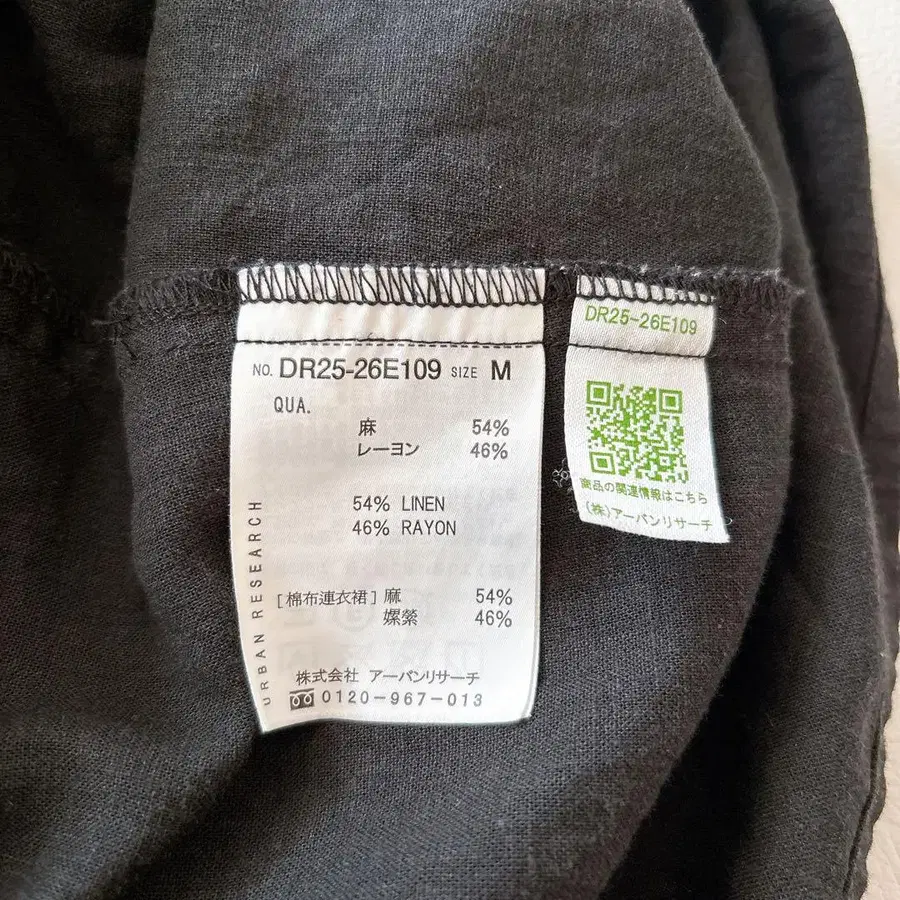 NO. DR25-26E109 SIZE M
QUA.
麻 54%
レーヨン 46%
54% LINEN
46% RAYON
[棉布連衣裙] 麻 54%
嫘縈 46%
株式会社 アーバンリサーチ
0120-967-013
URBAN RESEARCH
DR25-26E109
商品の関連情報はこちら
(株)アーバンリサーチ